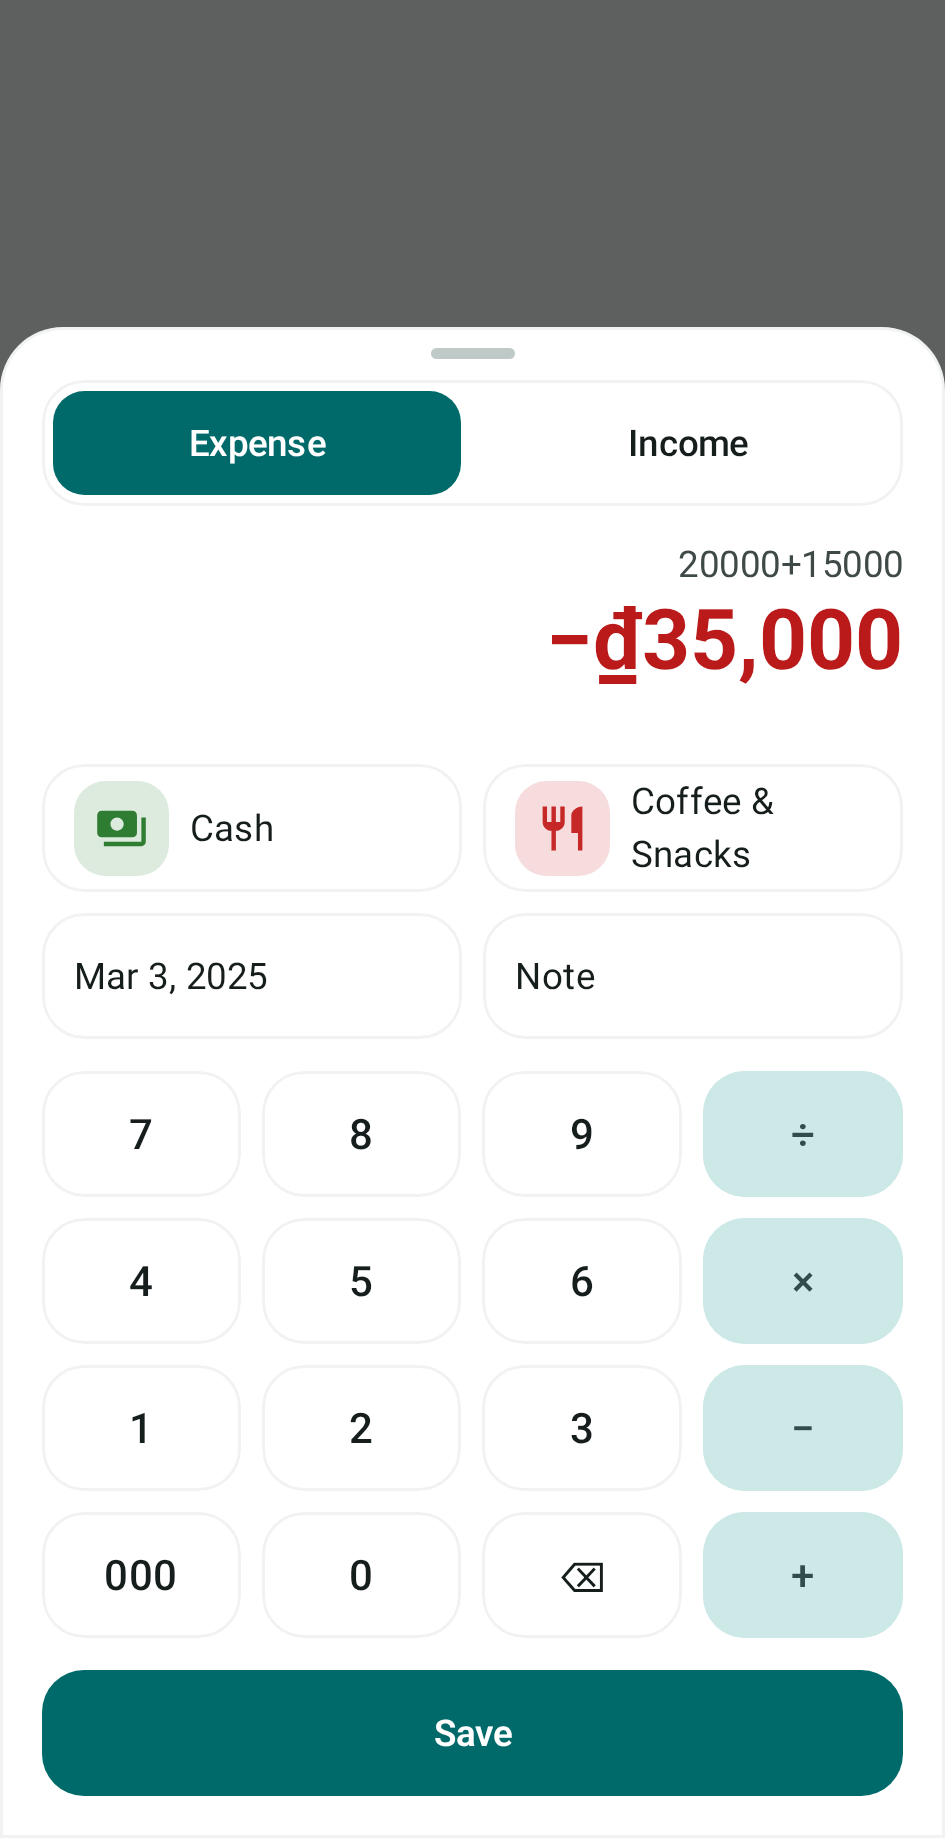 Expense
Income
20000+15000
−₫35,000
Cash
Coffee &
Snacks
Mar 3, 2025
Note
7
8
9
÷
4
5
6
×
1
2
3
−
000
0
+
Save